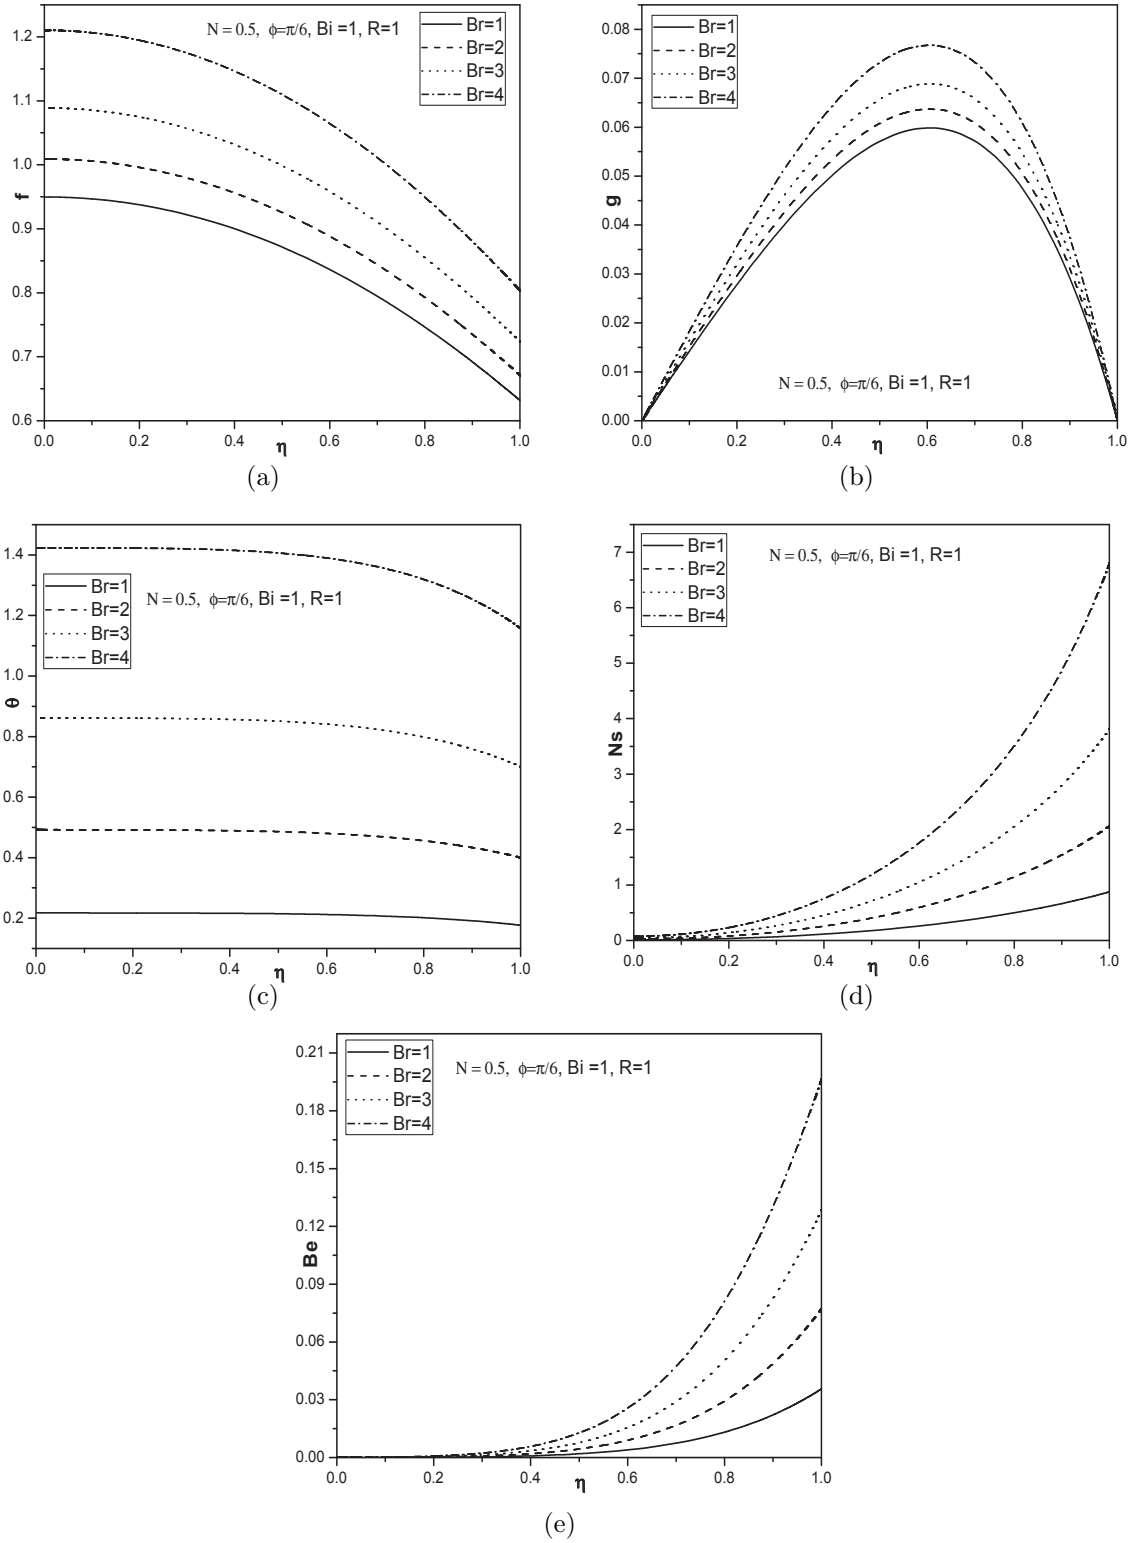 N = 0.5, ϕ=π/6, Bi =1, R=1
Br=1
Br=2
Br=3
Br=4
1.2
1.1
1.0
0.9
0.8
0.7
0.6
f
0.0 0.2 0.4 0.6 0.8 1.0
η
(a)
Br=1
Br=2
Br=3
Br=4
0.08
0.07
0.06
0.05
0.04
0.03
0.02
0.01
0.00
g
N = 0.5, ϕ=π/6, Bi =1, R=1
0.0 0.2 0.4 0.6 0.8 1.0
η
(b)
1.4
1.2
1.0
0.8
0.6
0.4
0.2
θ
Br=1
Br=2
Br=3
Br=4
N = 0.5, ϕ=π/6, Bi =1, R=1
0.0 0.2 0.4 0.6 0.8 1.0
η
(c)
Br=1
Br=2
Br=3
Br=4
N = 0.5, ϕ=π/6, Bi =1, R=1
7
6
5
4
3
2
1
0
Ns
0.0 0.2 0.4 0.6 0.8 1.0
η
(d)
Br=1
Br=2
Br=3
Br=4
N = 0.5, ϕ=π/6, Bi =1, R=1
0.21
0.18
0.15
0.12
0.09
0.06
0.03
0.00
Be
0.0 0.2 0.4 0.6 0.8 1.0
η
(e)